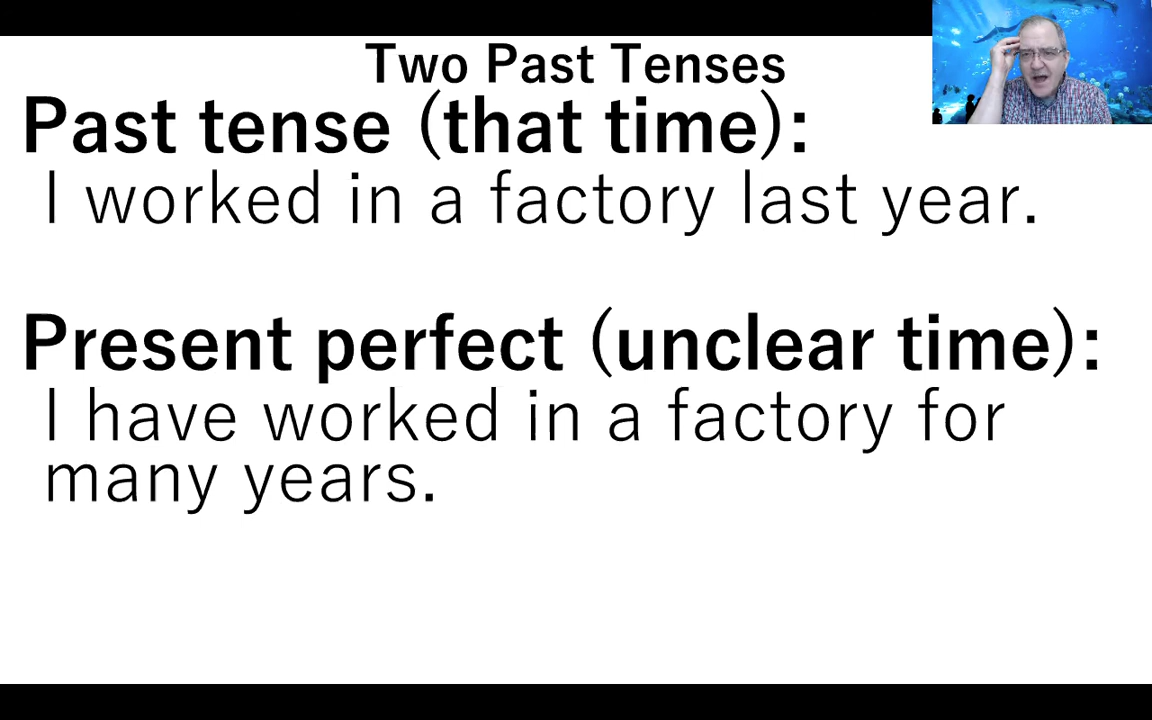 Two Past Tenses
Past tense (that time):
I worked in a factory last year.
Present perfect (unclear time):
I have worked in a factory for
many years.